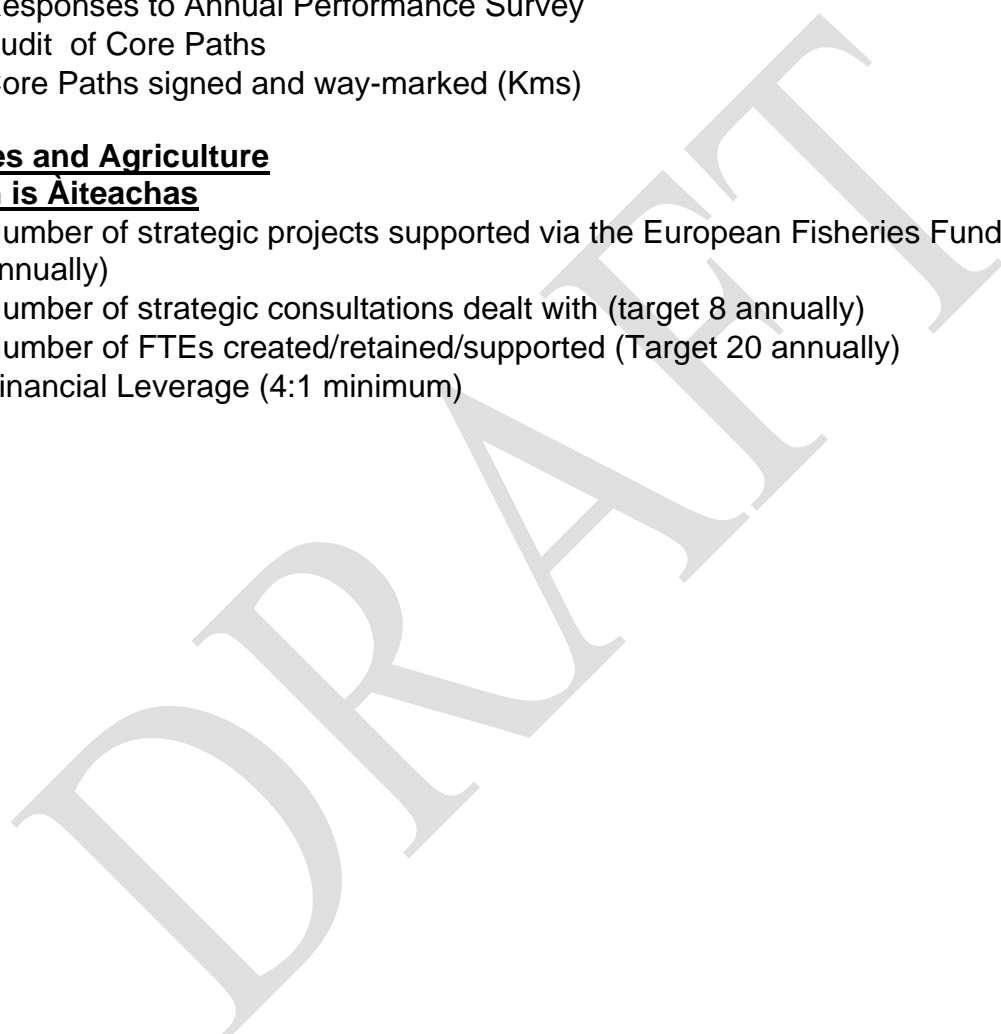 esponses to Annual Performance Survey
udit of Core Paths
ore Paths signed and way-marked (Kms)
es and Agriculture
is Àiteachas
umber of strategic projects supported via the European Fisheries Fund
nnually)
umber of strategic consultations dealt with (target 8 annually)
umber of FTEs created/retained/supported (Target 20 annually)
inancial Leverage (4:1 minimum)
DRAFT